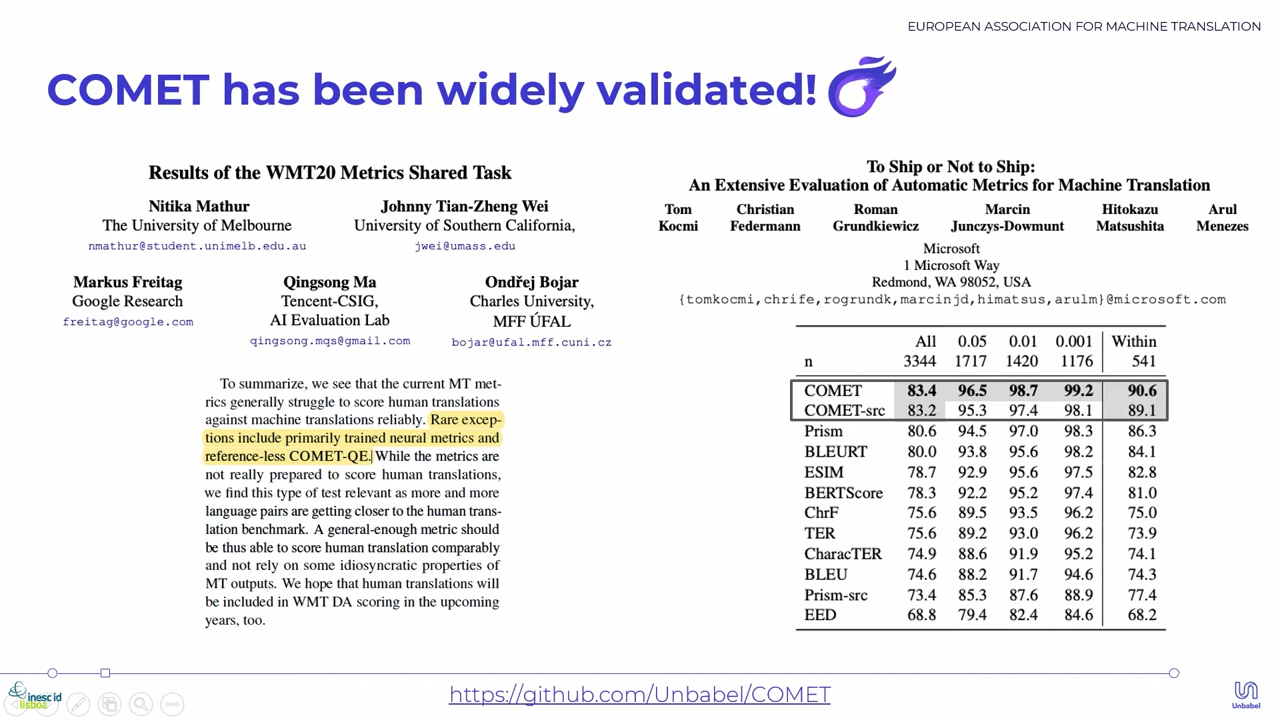 EUROPEAN ASSOCIATION FOR MACHINE TRANSLATION
COMET has been widely validated!
Results of the WMT20 Metrics Shared Task
Nitika Mathur
The University of Melbourne
nmathur@student.unimelb.edu.au
Johnny Tian-Zheng Wei
University of Southern California,
jwei@umass.edu
Markus Freitag
Google Research
freitag@google.com
Qingsong Ma
Tencent-CSIG,
AI Evaluation Lab
qingsong.mqs@gmail.com
Ondřej Bojar
Charles University,
MFF ÚFAL
bojar@ufal.mff.cuni.cz
To summarize, we see that the current MT met-
rics generally struggle to score human translations
against machine translations reliably. Rare excep-
tions include primarily trained neural metrics and
reference-less COMET-QE. While the metrics are
not really prepared to score human translations,
we find this type of test relevant as more and more
language pairs are getting closer to the human trans-
lation benchmark. A general-enough metric should
be thus able to score human translation comparably
and not rely on some idiosyncratic properties of
MT outputs. We hope that human translations will
be included in WMT DA scoring in the upcoming
years, too.
To Ship or Not to Ship:
An Extensive Evaluation of Automatic Metrics for Machine Translation
Tom Kocmi
Christian Federmann
Roman Grundkiewicz
Marcin Junczys-Dowmunt
Hitokazu Matsushita
Arul Menezes
Microsoft
1 Microsoft Way
Redmond, WA 98052, USA
{tomkocmi,chrife,rogrundk,marcinjd,himatsus,arulm}@microsoft.com
All 0.05 0.01 0.001 Within
n 3344 1717 1420 1176 541
COMET 83.4 96.5 98.7 99.2 90.6
COMET-src 83.2 95.3 97.4 98.1 89.1
Prism 80.6 94.5 97.0 98.3 86.3
BLEURT 80.0 93.8 95.6 98.2 84.1
ESIM 78.7 92.9 95.6 97.5 82.8
BERTScore 78.3 92.2 95.2 97.4 81.0
ChrF 75.6 89.5 93.5 96.2 75.0
TER 75.6 89.2 93.0 96.2 73.9
CharacTER 74.9 88.6 91.9 95.2 74.1
BLEU 74.6 88.2 91.7 94.6 74.3
Prism-src 73.4 85.3 87.6 88.9 77.4
EED 68.8 79.4 82.4 84.6 68.2
inesc id
lisboa
https://github.com/Unbabel/COMET
Unbabel